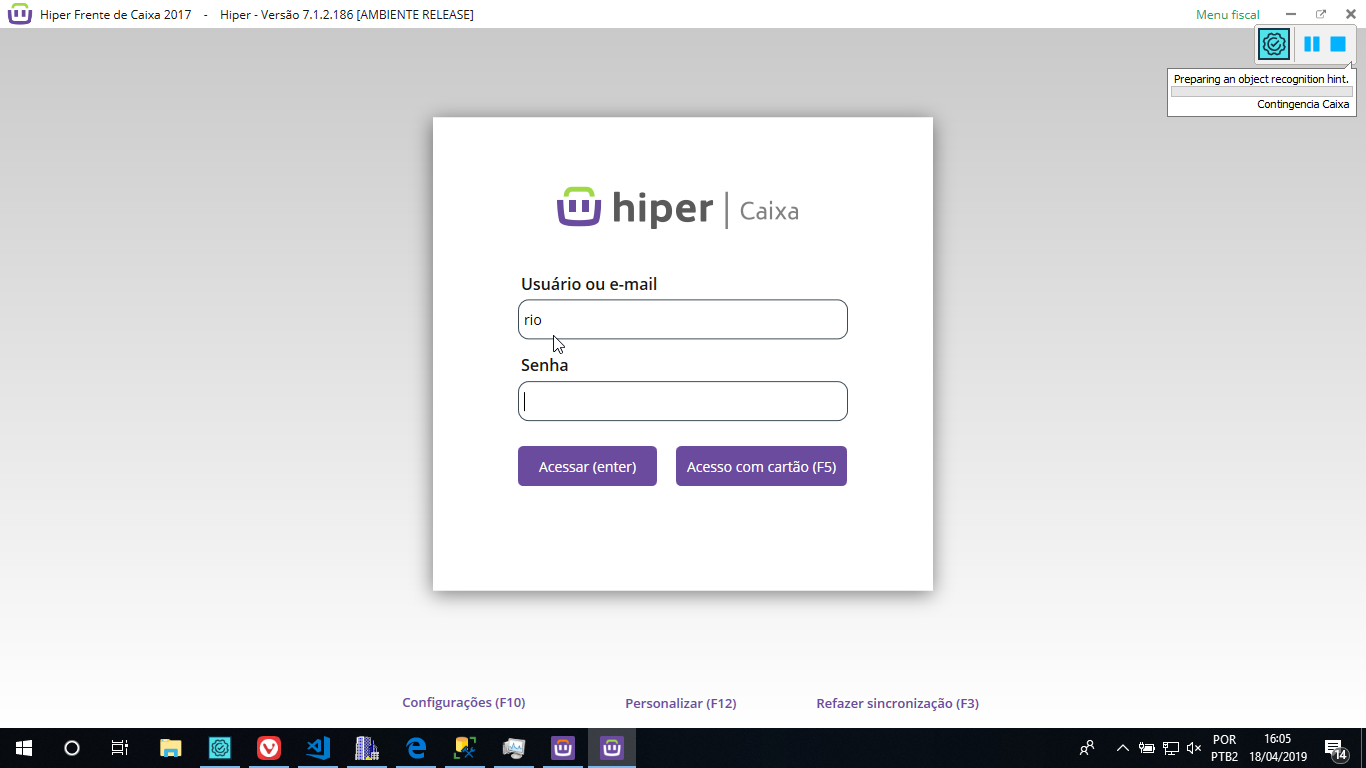 Hiper Frente de Caixa 2017 - Hiper - Versão 7.1.2.186 [AMBIENTE RELEASE]
Menu fiscal
Preparing an object recognition hint.
Contingencia Caixa
hiper | Caixa
Usuário ou e-mail
rio
Senha
Acessar (enter)
Acesso com cartão (F5)
Configurações (F10)
Personalizar (F12)
Refazer sincronização (F3)
POR
PTB2
16:05
18/04/2019
14